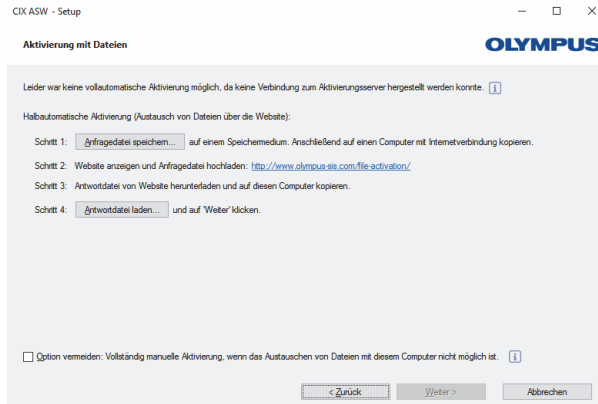 CIX ASW - Setup
Aktivierung mit Dateien
OLYMPUS
Leider war keine vollautomatische Aktivierung möglich, da keine Verbindung zum Aktivierungsserver hergestellt werden konnte. i
Halbautomatische Aktivierung (Austausch von Dateien über die Website):
Schritt 1: Anfragedatei speichern... auf einem Speichermedium. Anschließend auf einen Computer mit Internetverbindung kopieren.
Schritt 2: Website anzeigen und Anfragedatei hochladen: http://www.olympus-sis.com/file-activation/
Schritt 3: Antwortdatei von Website herunterladen und auf diesen Computer kopieren.
Schritt 4: Antwortdatei laden... und auf 'Weiter' klicken.
Option vermeiden: Vollständig manuelle Aktivierung, wenn das Austauschen von Dateien mit diesem Computer nicht möglich ist. i
< Zurück Weiter > Abbrechen